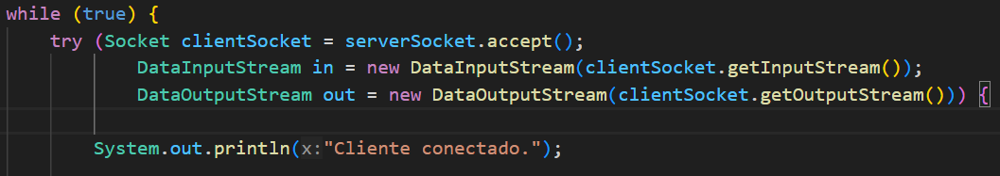 while (true) {
try (Socket clientSocket = serverSocket.accept();
DataInputStream in = new DataInputStream(clientSocket.getInputStream());
DataOutputStream out = new DataOutputStream(clientSocket.getOutputStream())) {
System.out.println(x:"Cliente conectado.");